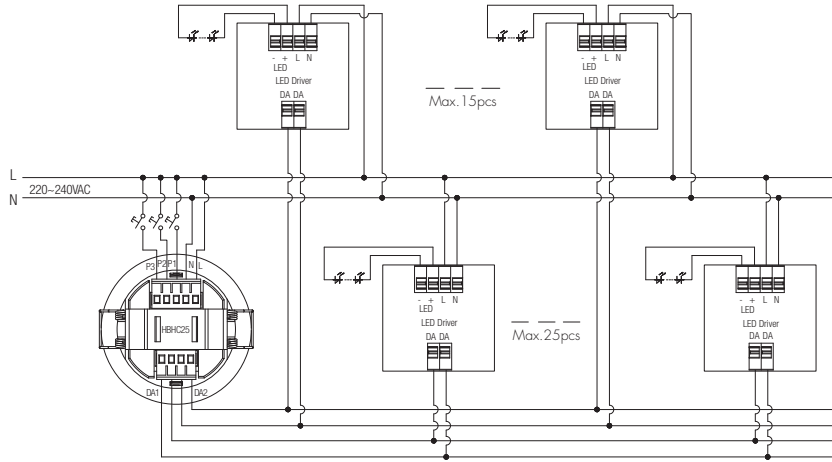 - + L N
LED
LED Driver
DA DA
Max.15pcs
- + L N
LED
LED Driver
DA DA
L
220~240VAC
N
P3 P2 P1 N L
HBHC25
DA1 DA2
- + L N
LED
LED Driver
DA DA
Max.25pcs
- + L N
LED
LED Driver
DA DA